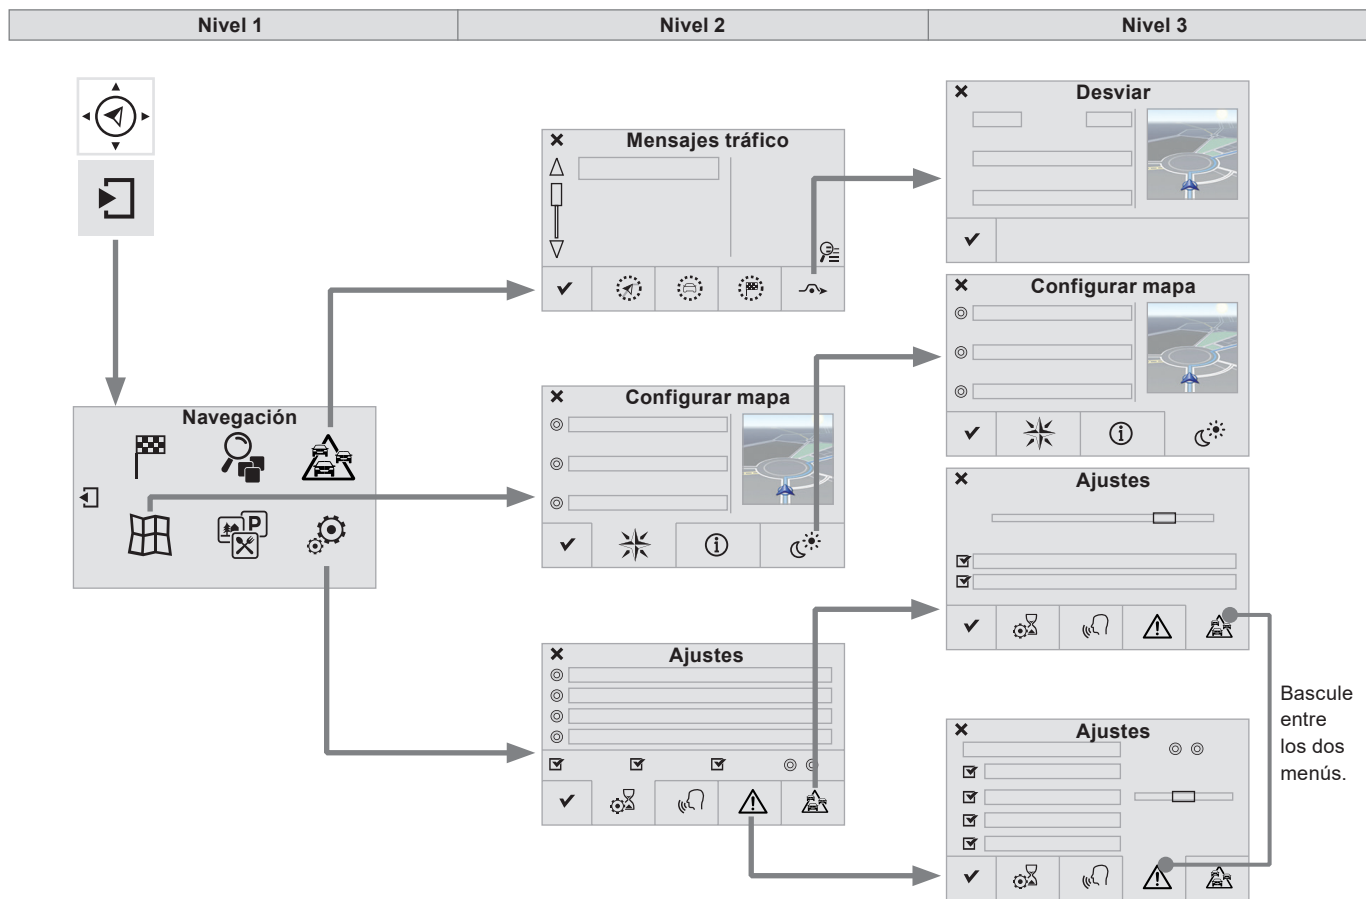 Nivel 1
Nivel 2
Nivel 3
Navegación
Mensajes tráfico
Configurar mapa
Ajustes
Desviar
Configurar mapa
Ajustes
Ajustes
Bascule
entre
los dos
menús.
P